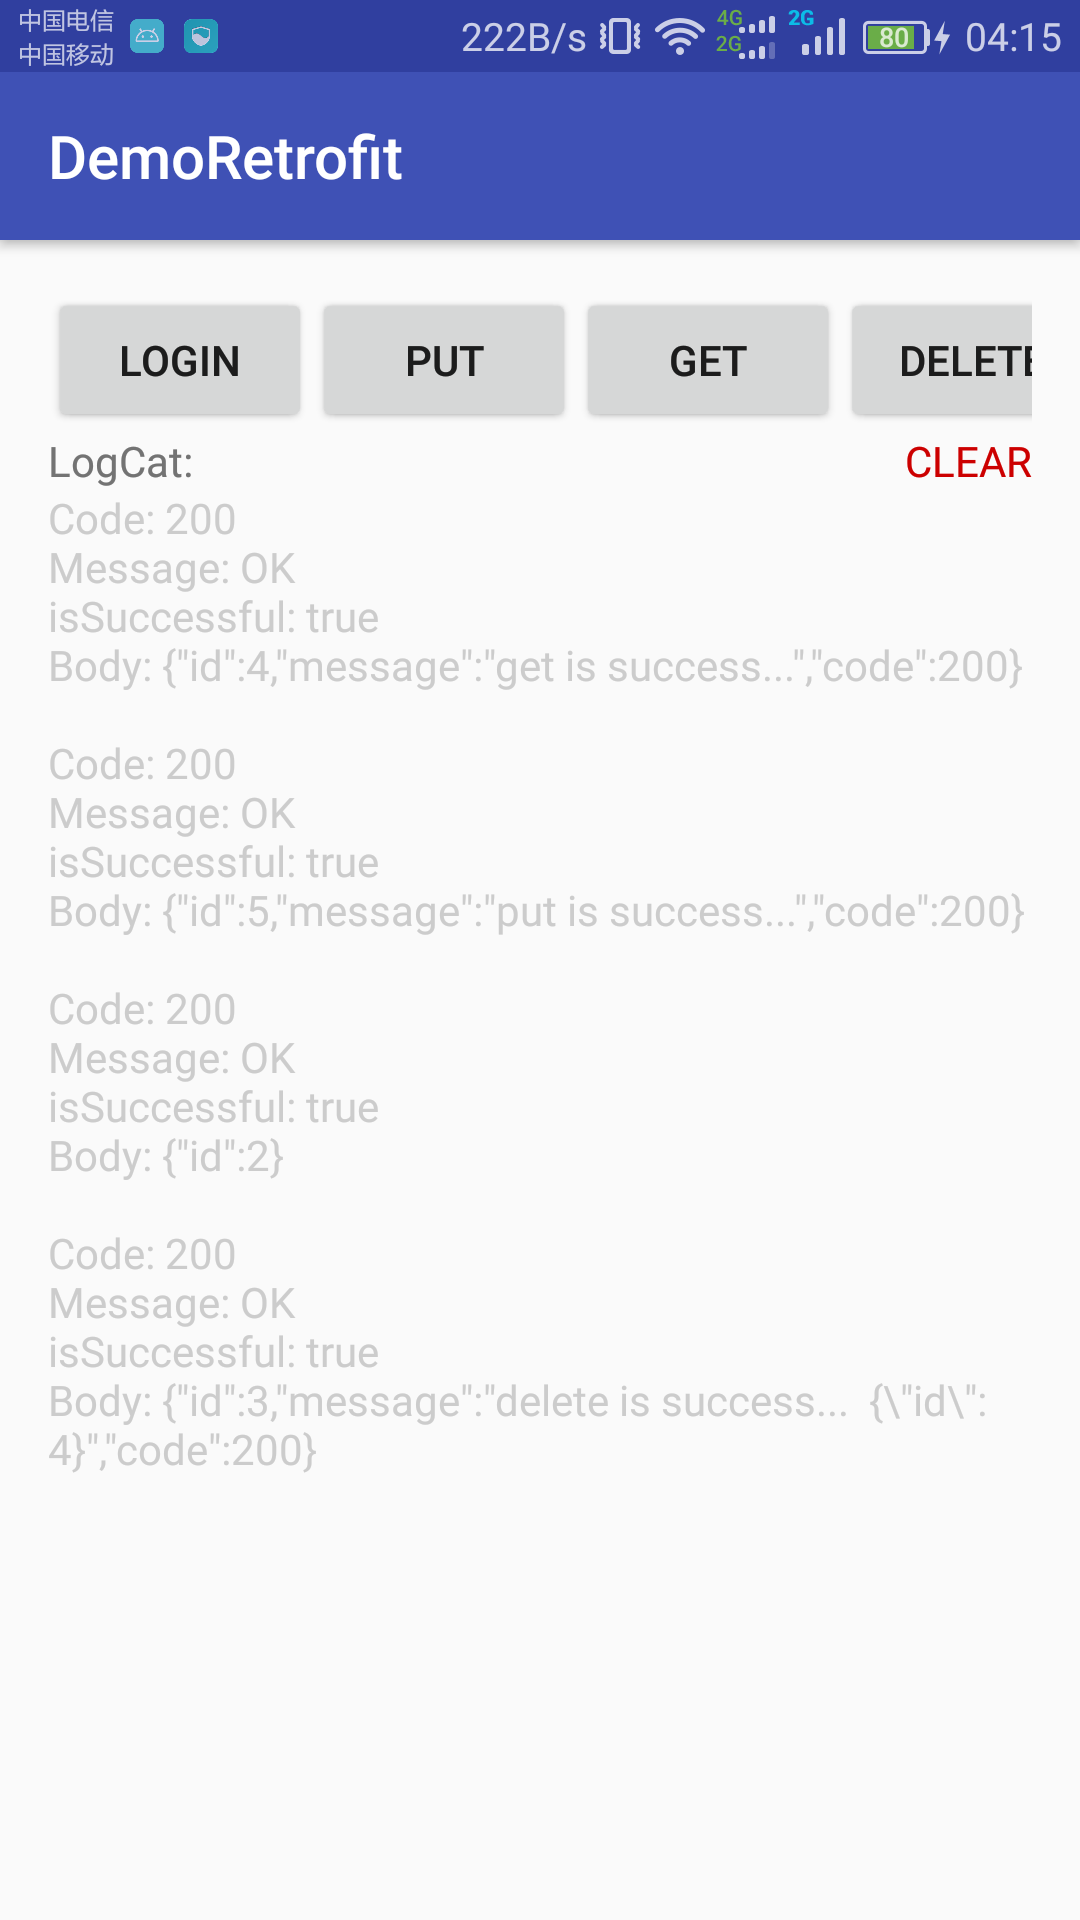 中国电信
中国移动
222B/s 4G 2G 2G 80 04:15
DemoRetrofit
LOGIN PUT GET DELETE
LogCat: CLEAR
Code: 200
Message: OK
isSuccessful: true
Body: {"id":4,"message":"get is success...","code":200}
Code: 200
Message: OK
isSuccessful: true
Body: {"id":5,"message":"put is success...","code":200}
Code: 200
Message: OK
isSuccessful: true
Body: {"id":2}
Code: 200
Message: OK
isSuccessful: true
Body: {"id":3,"message":"delete is success...  {\"id\":
4}","code":200}